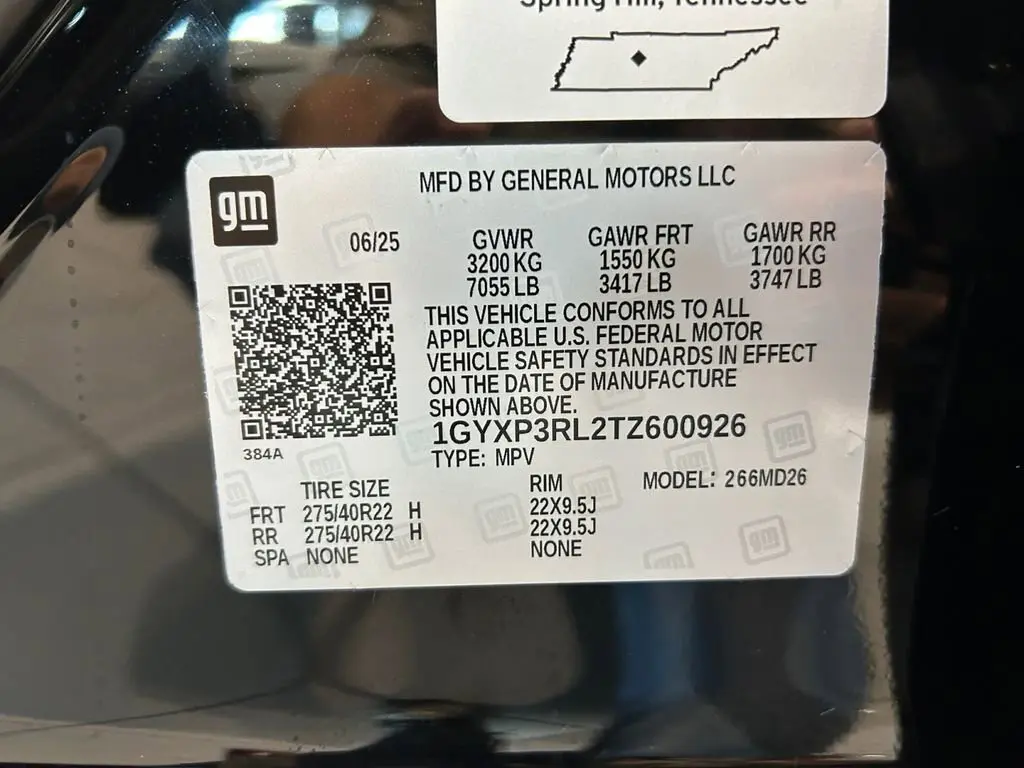 Spring Hill, Tennessee
gm
MFD BY GENERAL MOTORS LLC
06/25
GVWR GAWR FRT GAWR RR
3200 KG 1550 KG 1700 KG
7055 LB 3417 LB 3747 LB
THIS VEHICLE CONFORMS TO ALL
APPLICABLE U.S. FEDERAL MOTOR
VEHICLE SAFETY STANDARDS IN EFFECT
ON THE DATE OF MANUFACTURE
SHOWN ABOVE.
1GYXP3RL2TZ600926
384A
TYPE: MPV
TIRE SIZE RIM MODEL: 266MD26
FRT 275/40R22 H 22X9.5J
RR 275/40R22 H 22X9.5J
SPA NONE NONE